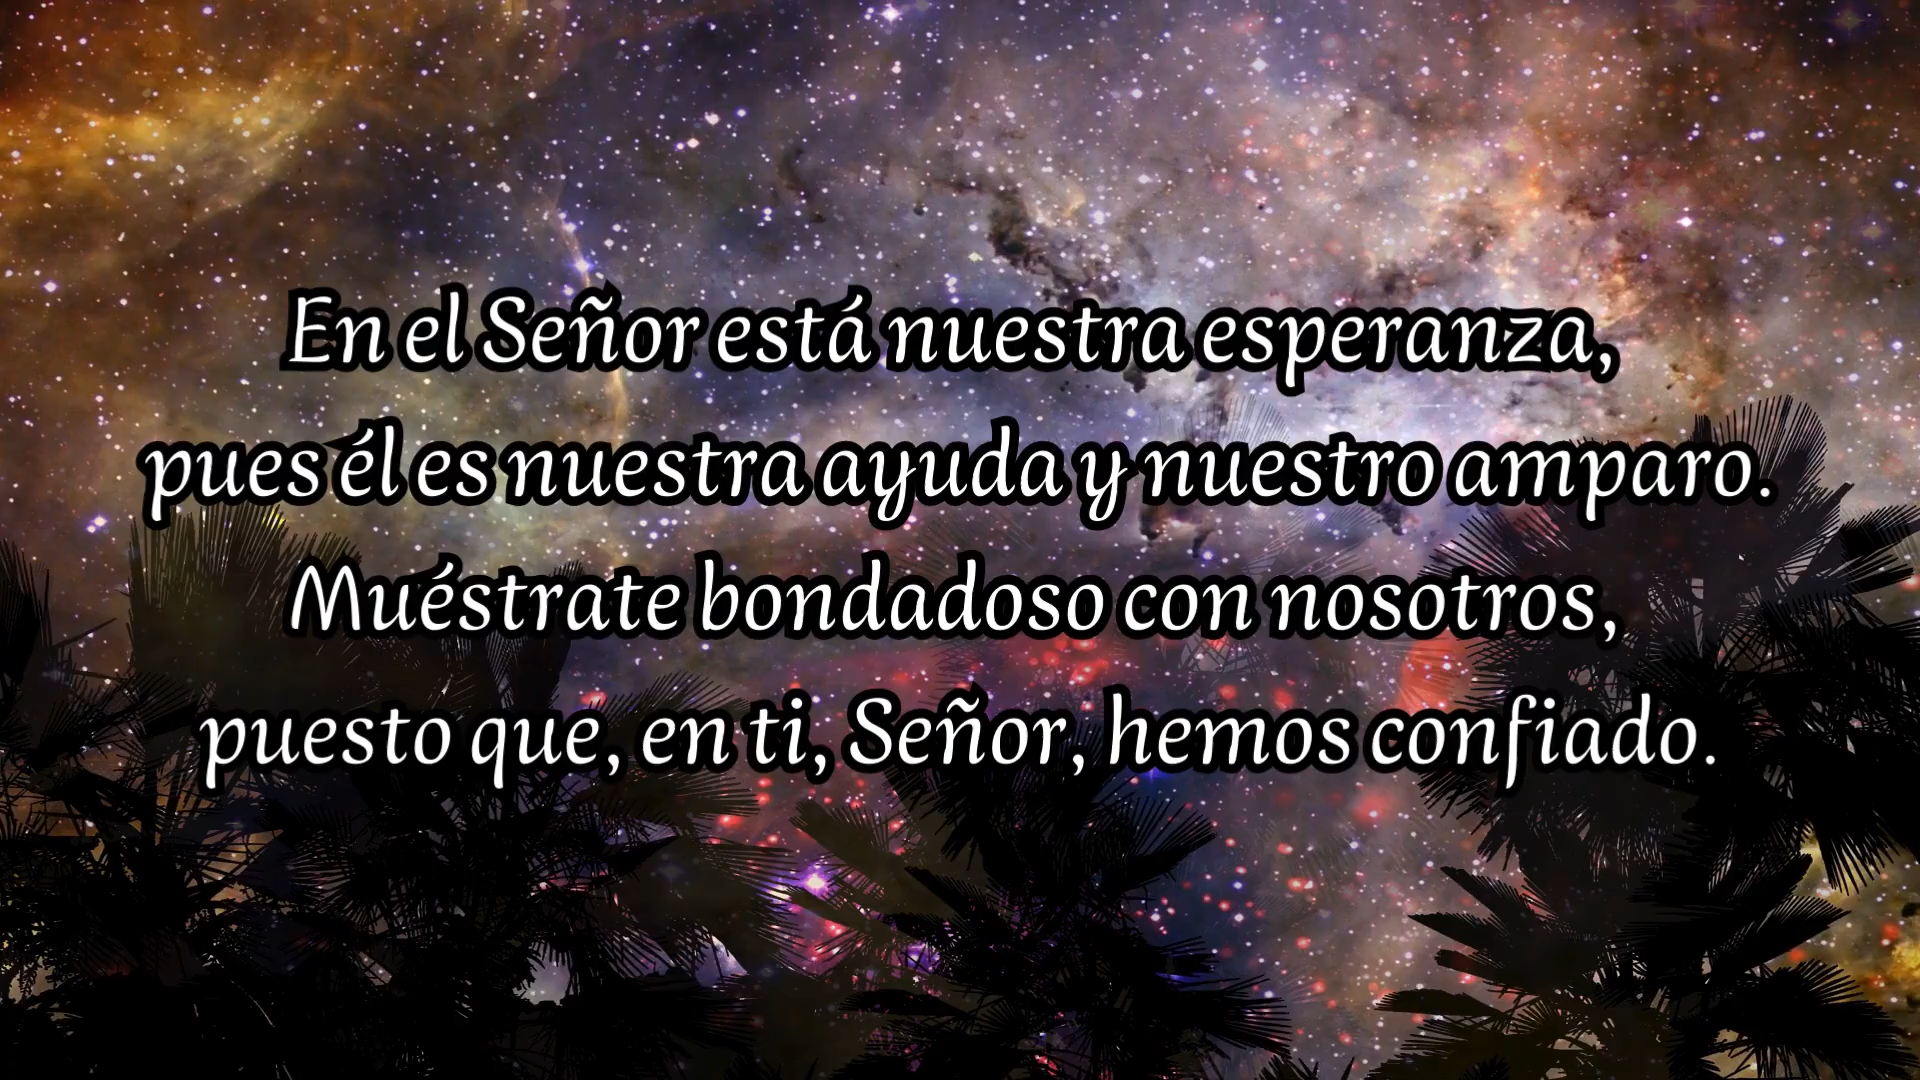 En el Señor está nuestra esperanza,
pues él es nuestra ayuda y nuestro amparo.
Muéstrate bondadoso con nosotros,
puesto que, en ti, Señor, hemos confiado.